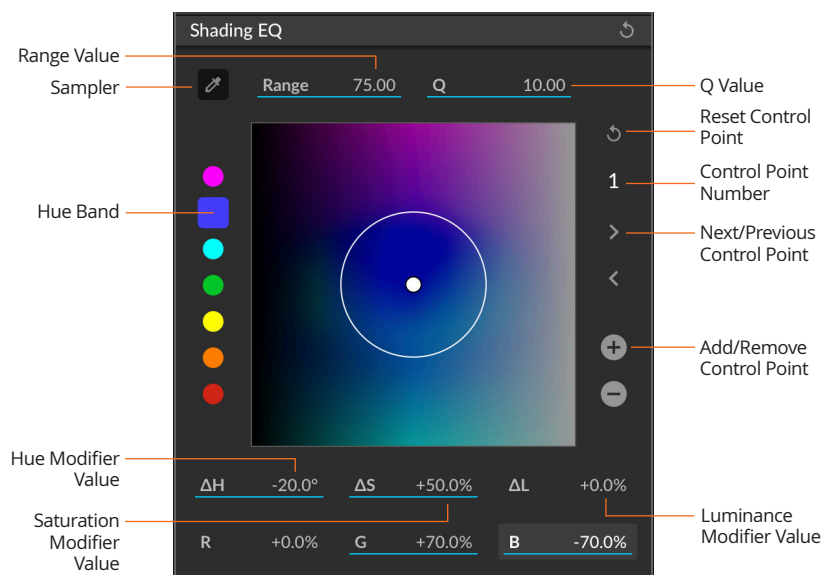 Shading EQ
Range Value
Sampler
Range 75.00 Q 10.00
Q Value
Reset Control
Point
1
Control Point
Number
Hue Band
Next/Previous
Control Point
Add/Remove
Control Point
Hue Modifier
Value
ΔH -20.0° ΔS +50.0% ΔL +0.0%
Saturation
Modifier
Value
Luminance
Modifier Value
R +0.0% G +70.0% B -70.0%